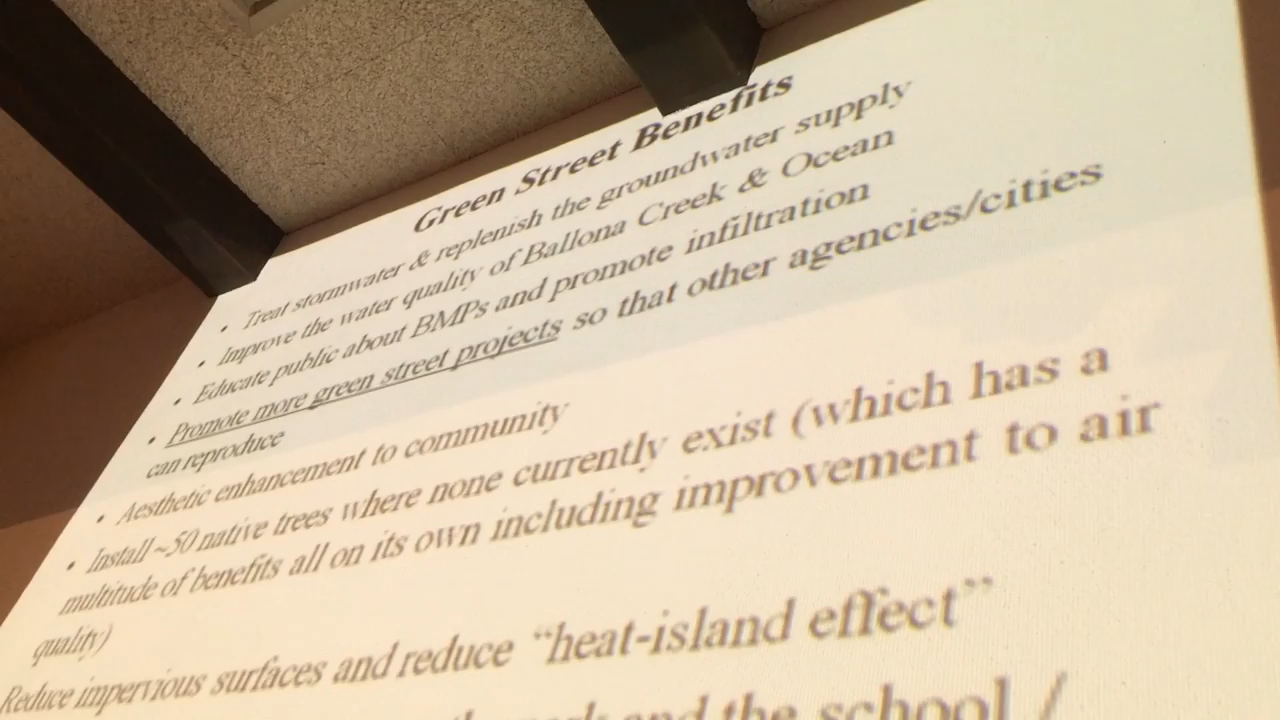 Green Street Benefits
• Treat stormwater & replenish the groundwater supply
• Improve the water quality of Ballona Creek & Ocean
• Educate public about BMPs and promote infiltration
• Promote more green street projects so that other agencies/cities
can reproduce
• Aesthetic enhancement to community
• Install ~50 native trees where none currently exist (which has a
multitude of benefits all on its own including improvement to air
quality)
Reduce impervious surfaces and reduce “heat-island effect”
and the school /